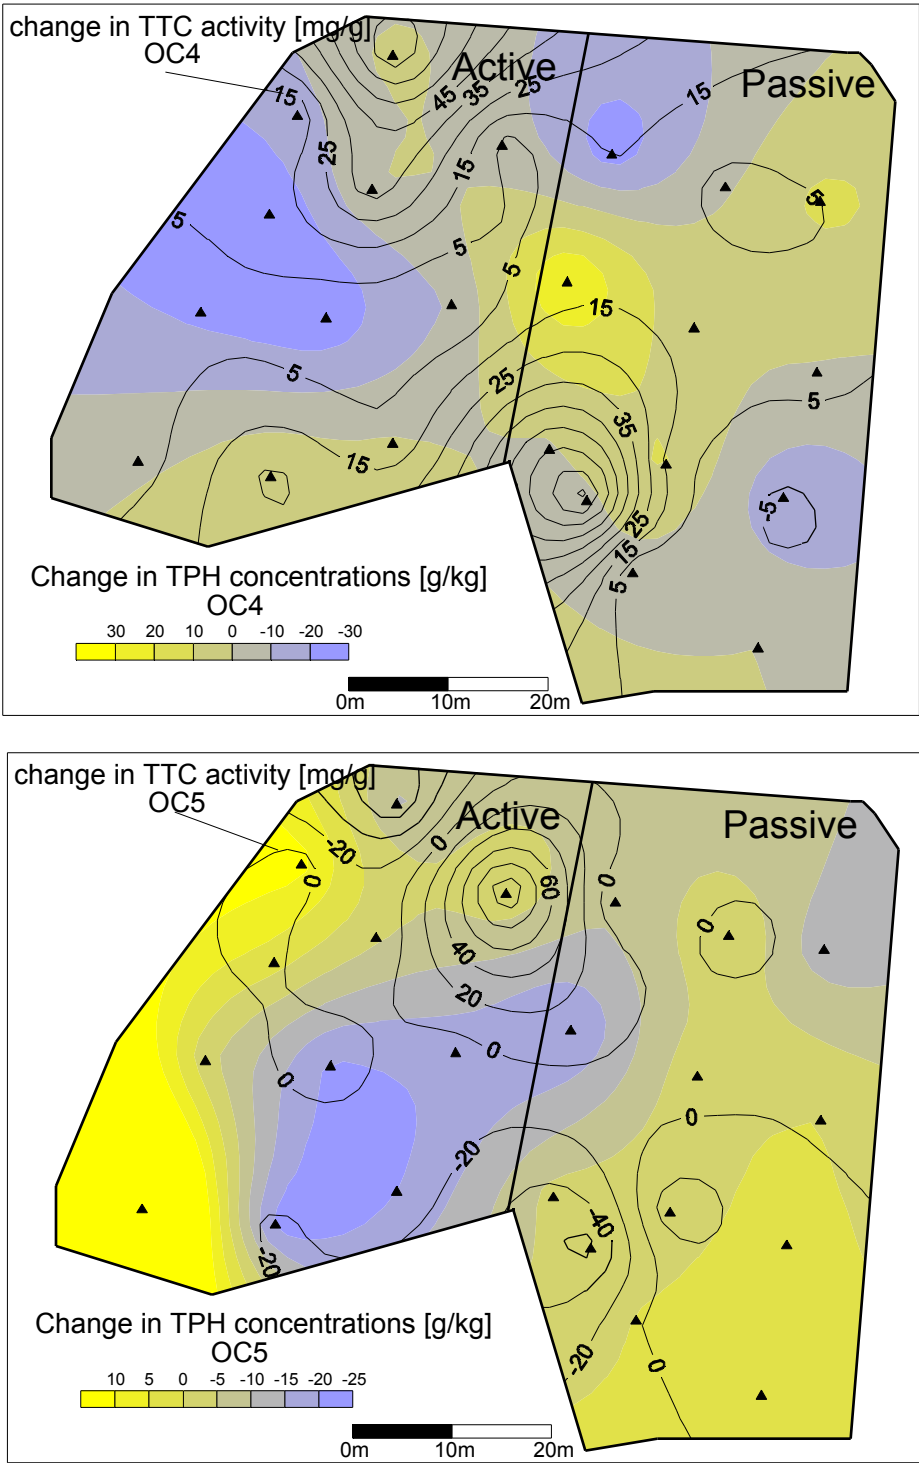 change in TTC activity [mg/g]
OC4
Active
Passive
15
45
35
25
15
25
15
5
5
5
5
15
25
5
5
35
15
-5
25
15
5
Change in TPH concentrations [g/kg]
OC4
30 20 10 0 -10 -20 -30
0m 10m 20m
change in TTC activity [mg/g]
OC5
Active
Passive
-20
0
0
60
0
0
40
20
0
0
0
-20
-40
-20
-20
0
Change in TPH concentrations [g/kg]
OC5
10 5 0 -5 -10 -15 -20 -25
0m 10m 20m